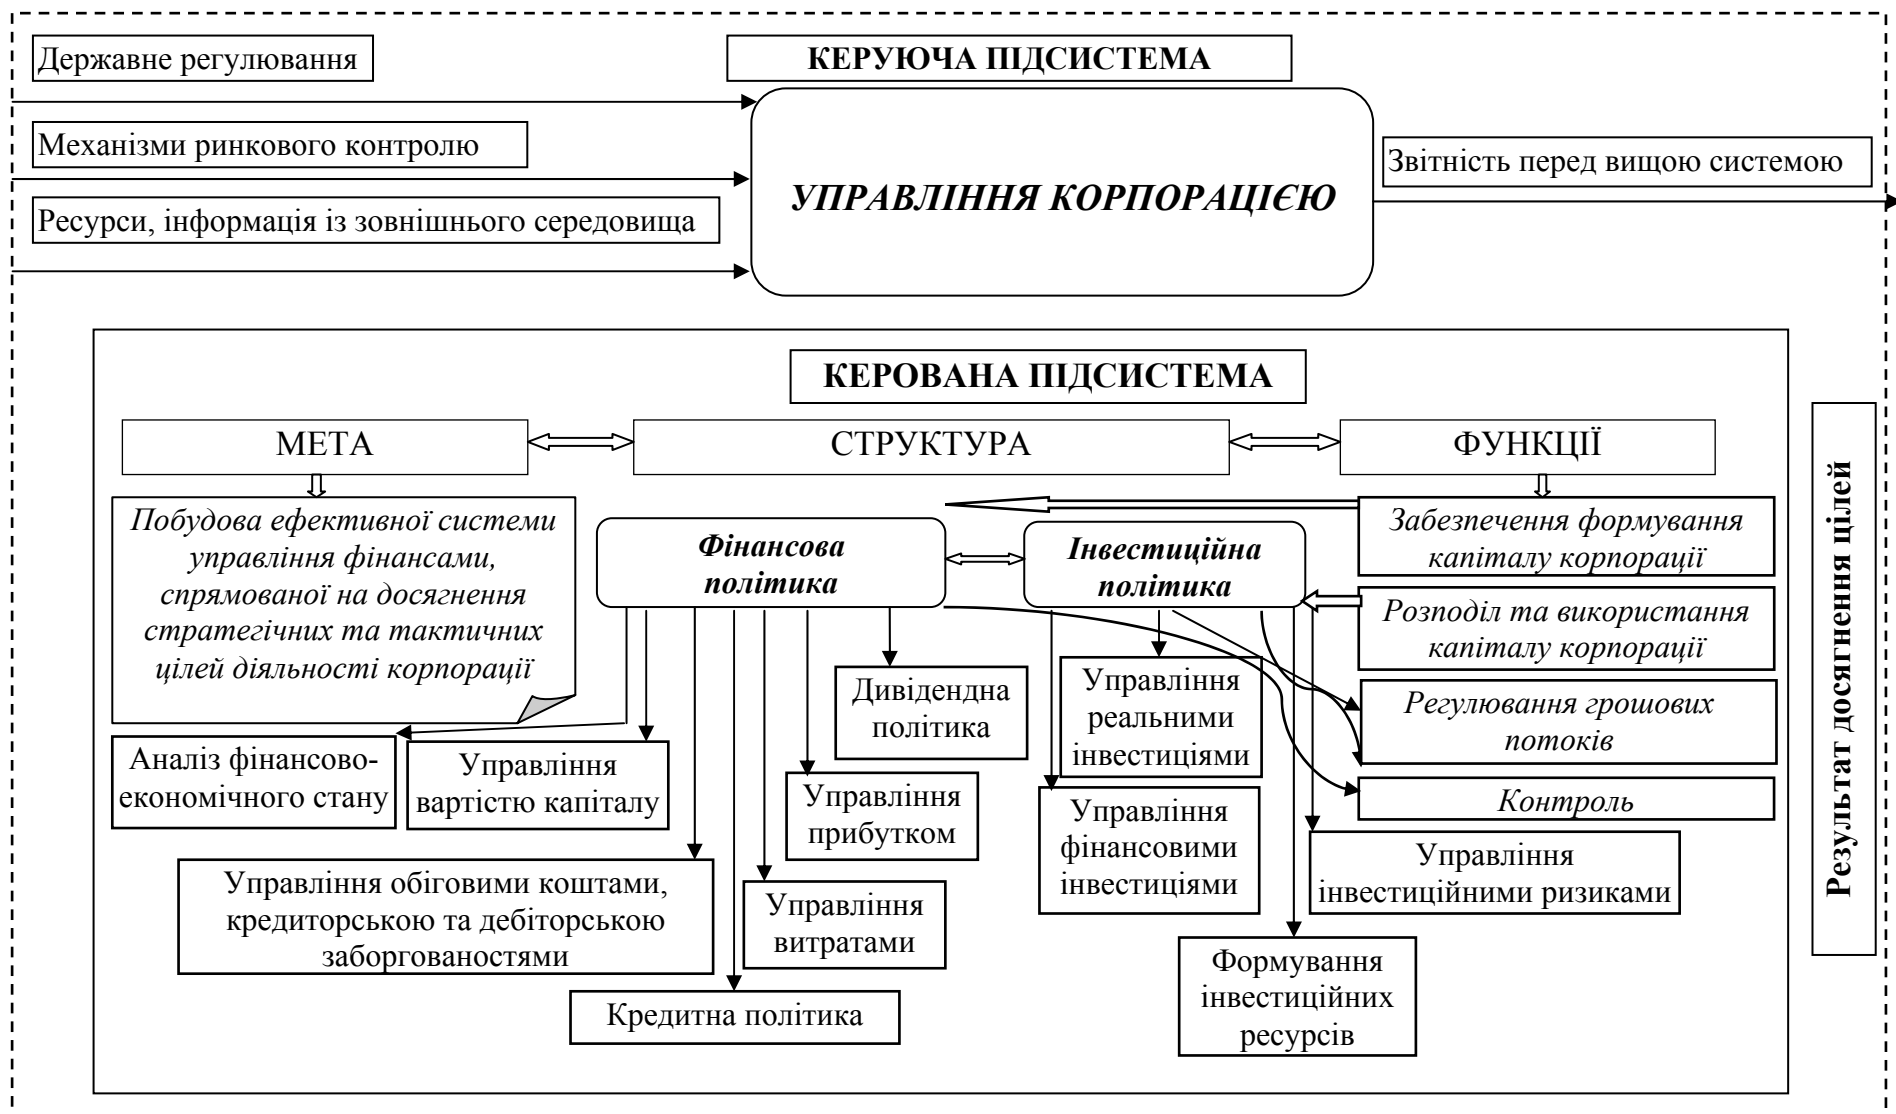 Державне регулювання
КЕРУЮЧА ПІДСИСТЕМА
Механізми ринкового контролю
Ресурси, інформація із зовнішнього середовища
УПРАВЛІННЯ КОРПОРАЦІЄЮ
Звітність перед вищою системою
КЕРОВАНА ПІДСИСТЕМА
МЕТА
СТРУКТУРА
ФУНКЦІЇ
Побудова ефективної системи
управління фінансами,
спрямованої на досягнення
стратегічних та тактичних
цілей діяльності корпорації
Фінансова
політика
Інвестиційна
політика
Забезпечення формування
капіталу корпорації
Розподіл та використання
капіталу корпорації
Регулювання грошових
потоків
Контроль
Аналіз фінансово-
економічного стану
Управління
вартістю капіталу
Дивідендна
політика
Управління
прибутком
Управління
реальними
інвестиціями
Управління
фінансовими
інвестиціями
Управління
інвестиційними ризиками
Управління обіговими коштами,
кредиторською та дебіторською
заборгованостями
Управління
витратами
Кредитна політика
Формування
інвестиційних
ресурсів
Результат досягнення цілей